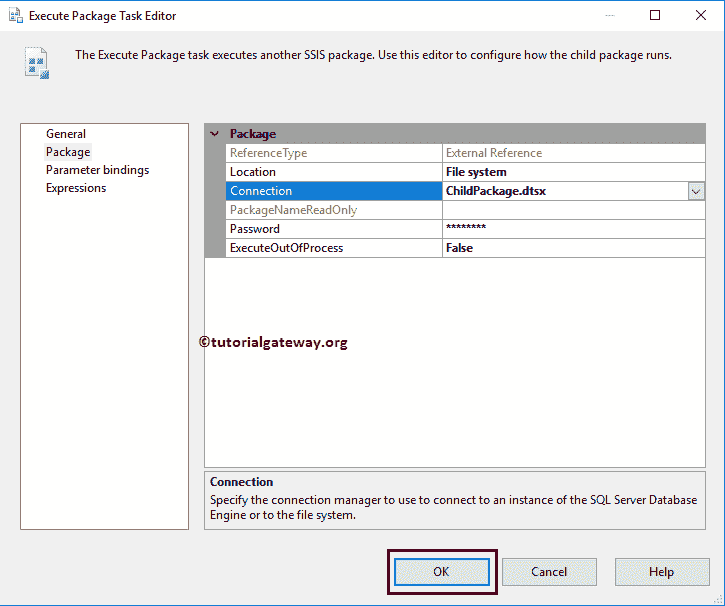 Execute Package Task Editor
The Execute Package task executes another SSIS package. Use this editor to configure how the child package runs.
General
Package
Parameter bindings
Expressions
Package
ReferenceType External Reference
Location File system
Connection ChildPackage.dtsx
PackageNameReadOnly
Password ********
ExecuteOutOfProcess False
©tutorialgateway.org
Connection
Specify the connection manager to use to connect to an instance of the SQL Server Database
Engine or to the file system.
OK Cancel Help